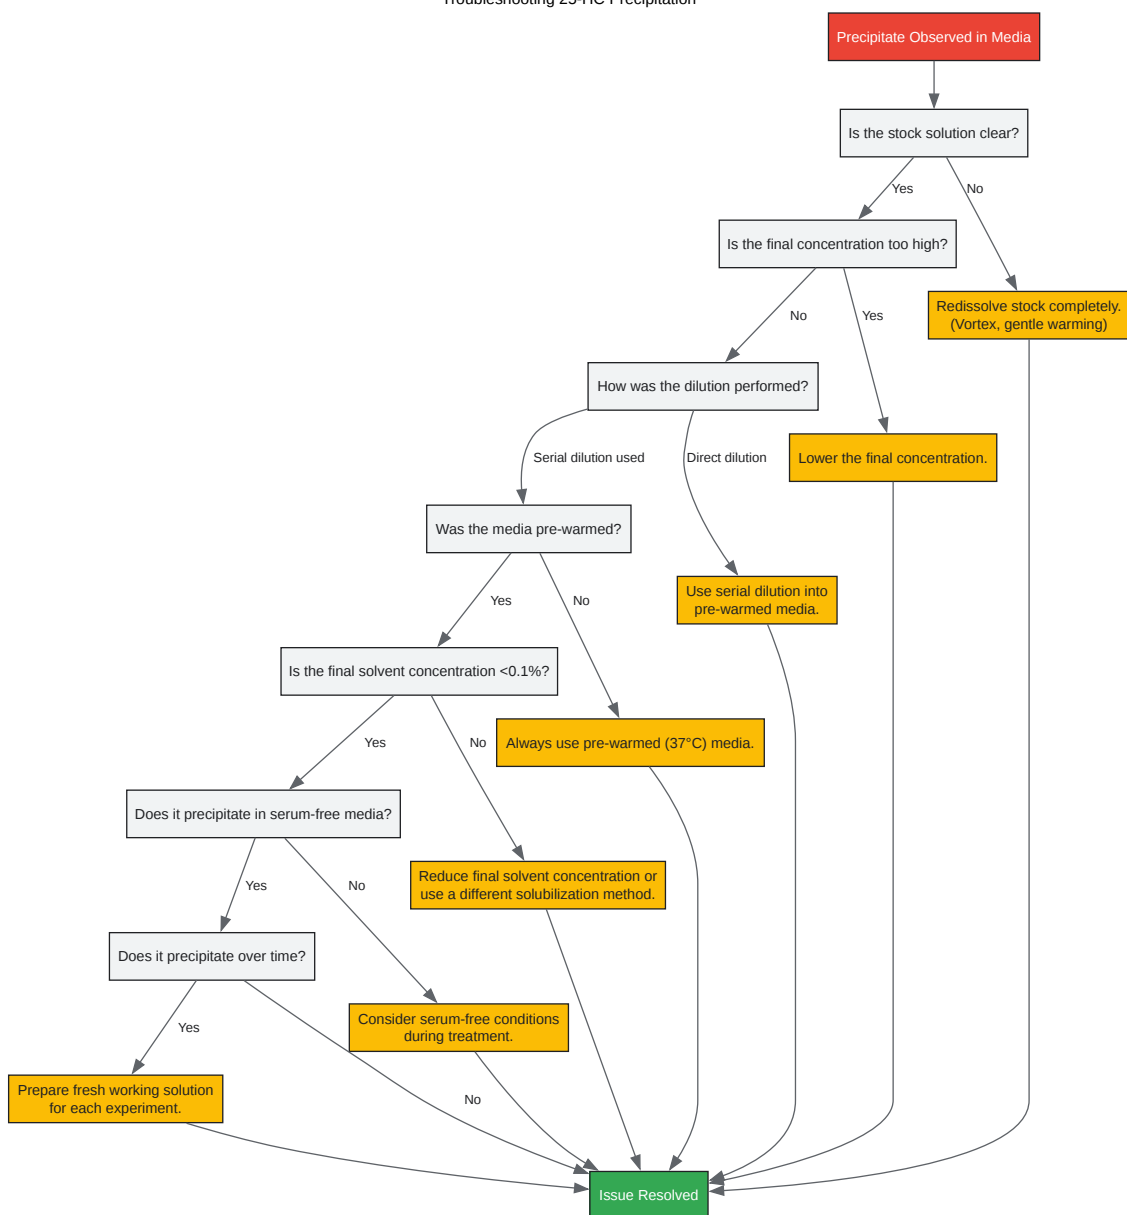 Troubleshooting 25-HC Precipitation
Precipitate Observed in Media
Is the stock solution clear?
Yes
No
Is the final concentration too high?
Redissolve stock completely.
(Vortex, gentle warming)
No
Yes
How was the dilution performed?
Lower the final concentration.
Serial dilution used
Direct dilution
Was the media pre-warmed?
Use serial dilution into
pre-warmed media.
Yes
No
Is the final solvent concentration <0.1%?
Always use pre-warmed (37°C) media.
Yes
No
Does it precipitate in serum-free media?
Reduce final solvent concentration or
use a different solubilization method.
Yes
No
Does it precipitate over time?
Consider serum-free conditions
during treatment.
Yes
No
Prepare fresh working solution
for each experiment.
Issue Resolved